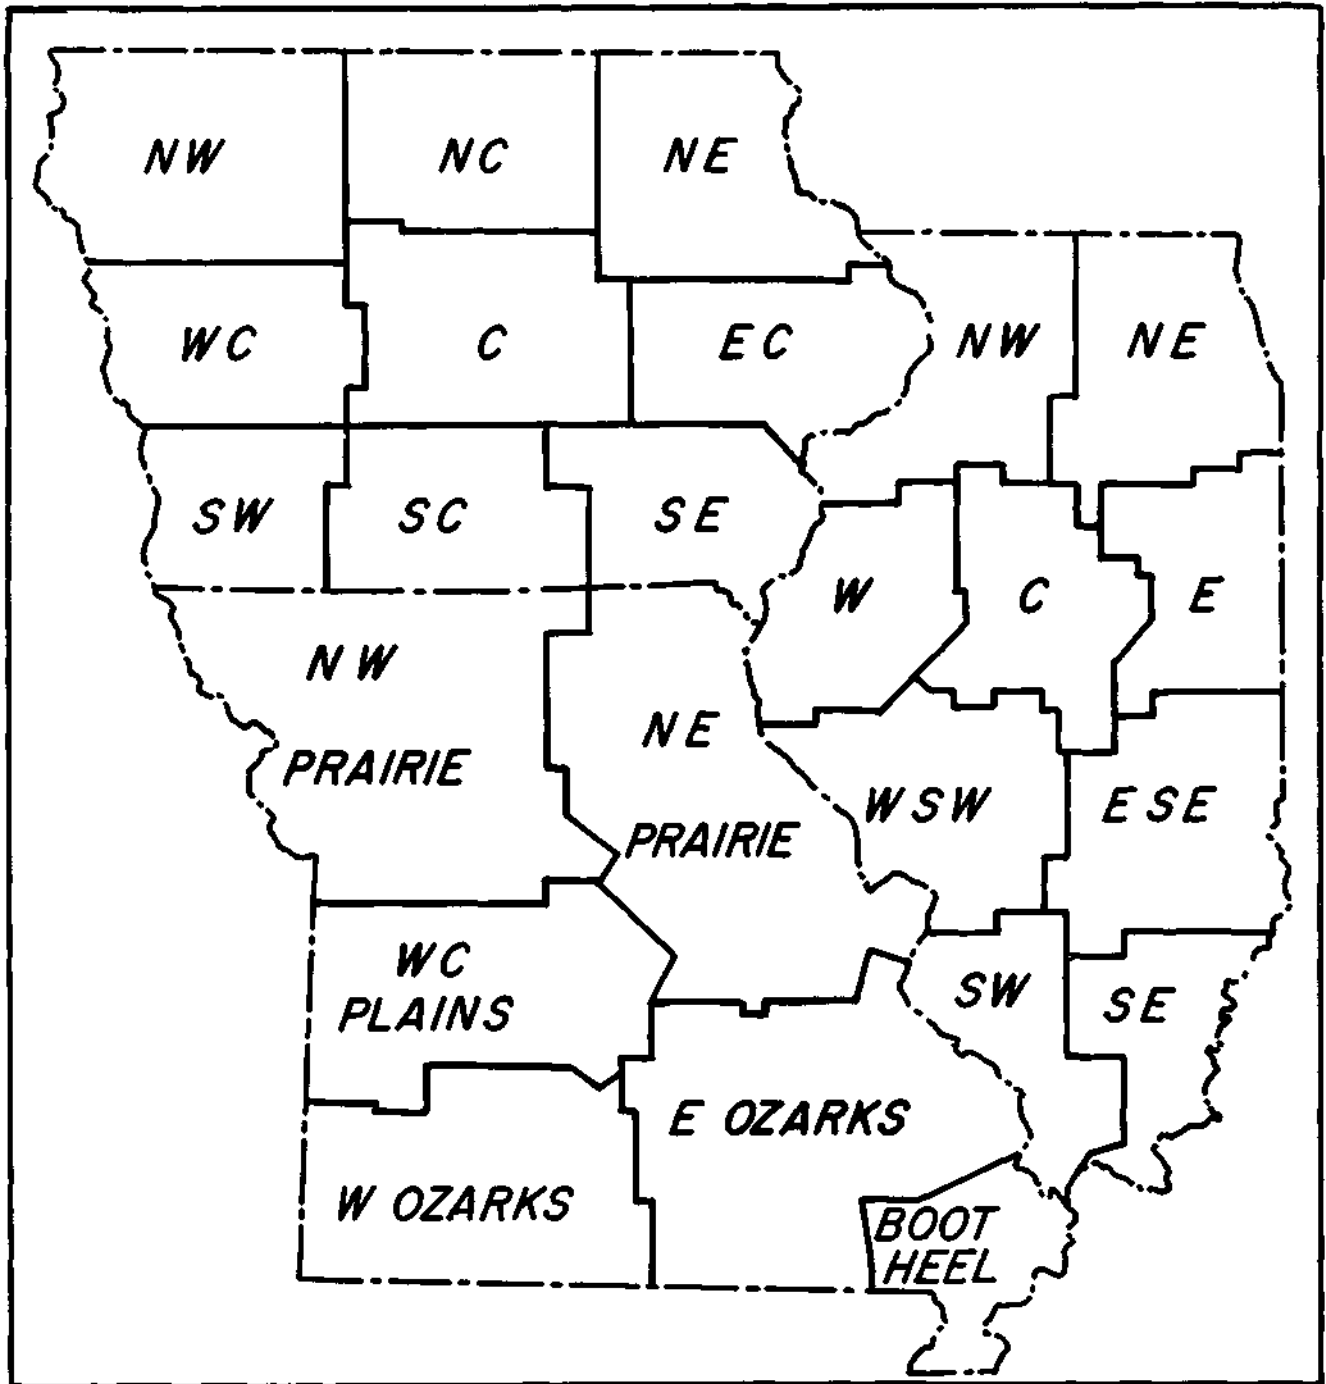 NW
NC
NE
WC
C
EC
NW
NE
SW
SC
SE
W
C
E
NW
PRAIRIE
NE
PRAIRIE
WSW
ESE
WC
PLAINS
SW
SE
E OZARKS
W OZARKS
BOOT
HEEL